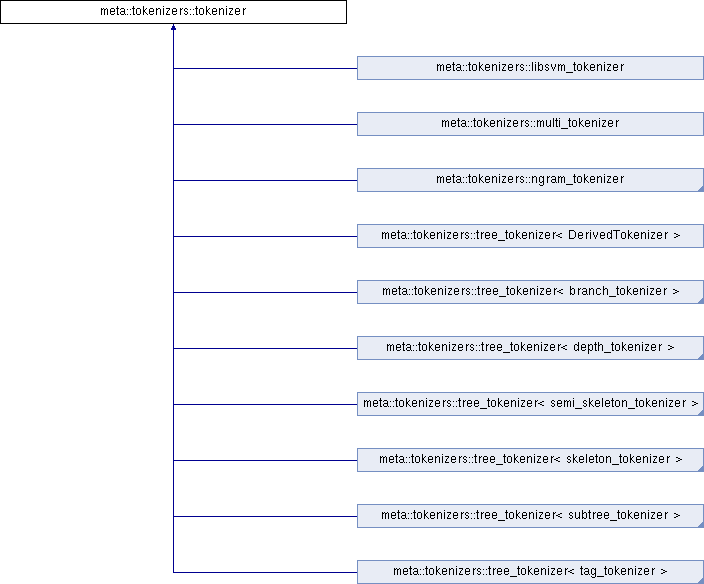 meta::tokenizers::tokenizer
meta::tokenizers::libsvm_tokenizer
meta::tokenizers::multi_tokenizer
meta::tokenizers::ngram_tokenizer
meta::tokenizers::tree_tokenizer< DerivedTokenizer >
meta::tokenizers::tree_tokenizer< branch_tokenizer >
meta::tokenizers::tree_tokenizer< depth_tokenizer >
meta::tokenizers::tree_tokenizer< semi_skeleton_tokenizer >
meta::tokenizers::tree_tokenizer< skeleton_tokenizer >
meta::tokenizers::tree_tokenizer< subtree_tokenizer >
meta::tokenizers::tree_tokenizer< tag_tokenizer >